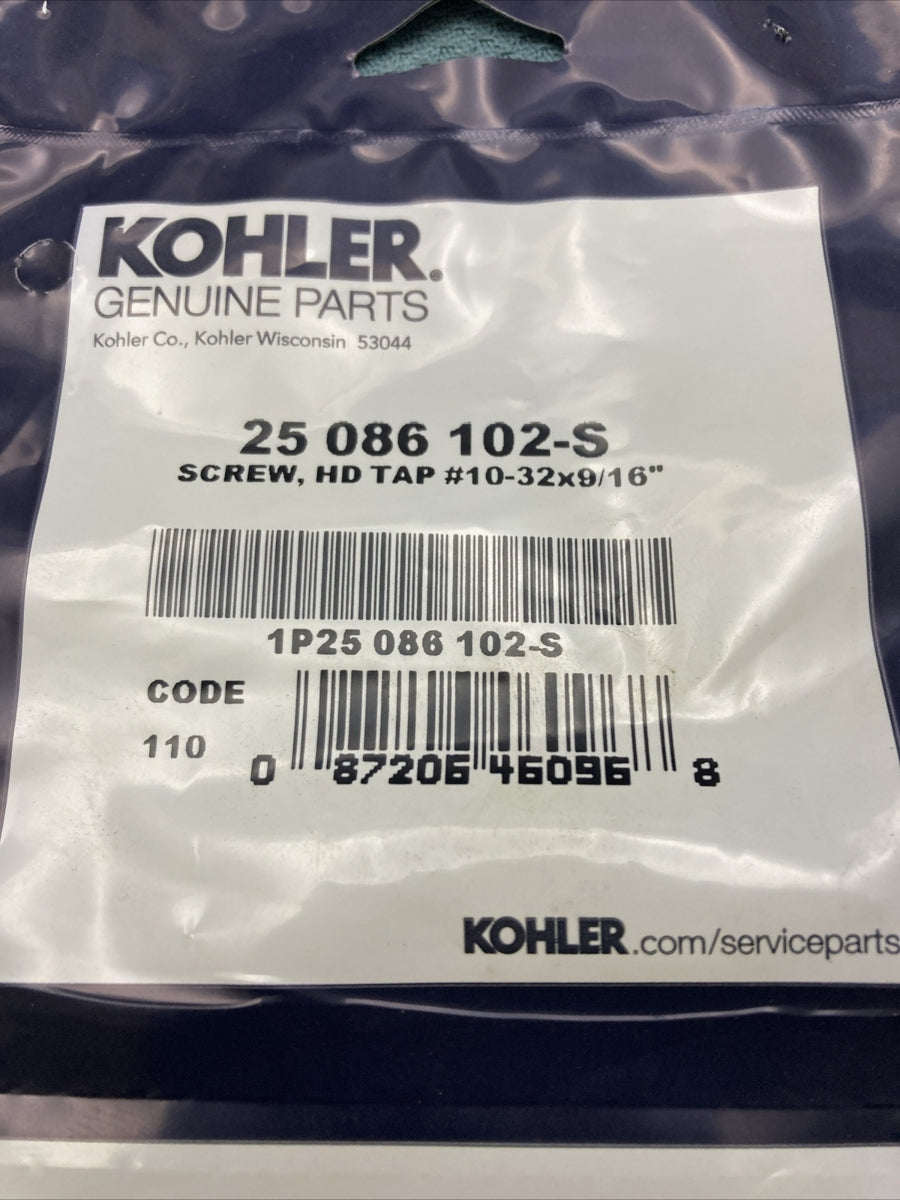 KOHLER®
GENUINE PARTS
Kohler Co., Kohler Wisconsin 53044
25 086 102-S
SCREW, HD TAP #10-32x9/16"
1P25 086 102-S
CODE
110
0 87206 46096 8
KOHLER.com/serviceparts